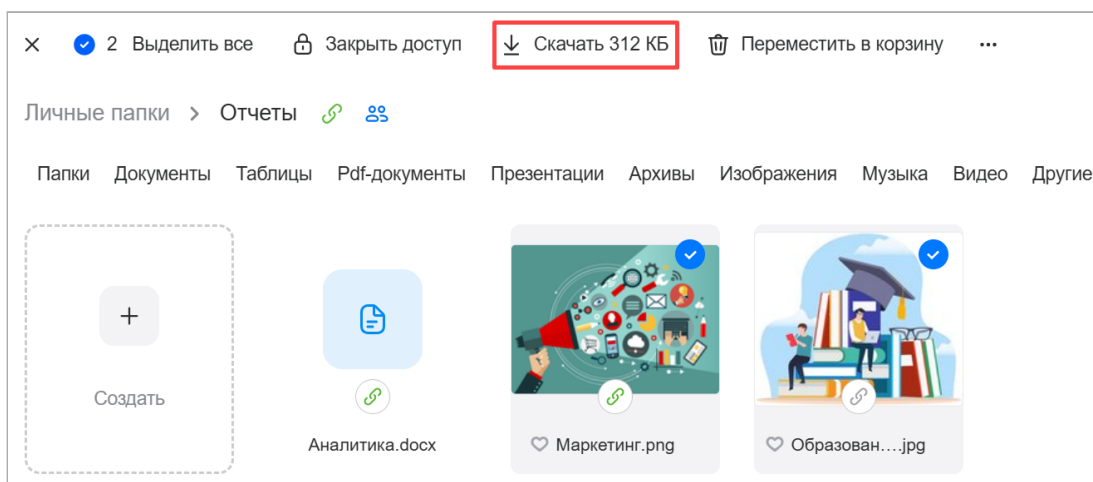 2 Выделить все Закрыть доступ Скачать 312 КБ Переместить в корзину ...
Личные папки > Отчеты
Папки Документы Таблицы Pdf-документы Презентации Архивы Изображения Музыка Видео Другие
Создать
Аналитика.docx
Маркетинг.png
Образован....jpg